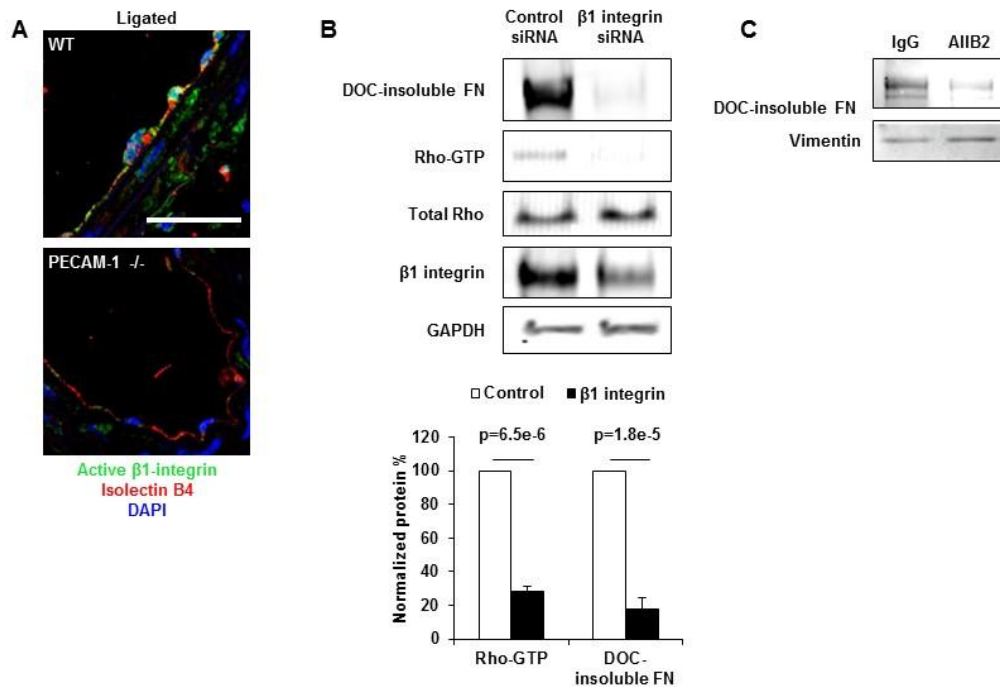 A
Ligated
WT
PECAM-1 -/-
Active β1-integrin
Isolectin B4
DAPI
B
Control siRNA
β1 integrin siRNA
DOC-insoluble FN
Rho-GTP
Total Rho
β1 integrin
GAPDH
Control
β1 integrin
Normalized protein %
120
100
80
60
40
20
0
p=6.5e-6
p=1.8e-5
Rho-GTP
DOC-
insoluble FN
C
IgG
AIIB2
DOC-insoluble FN
Vimentin